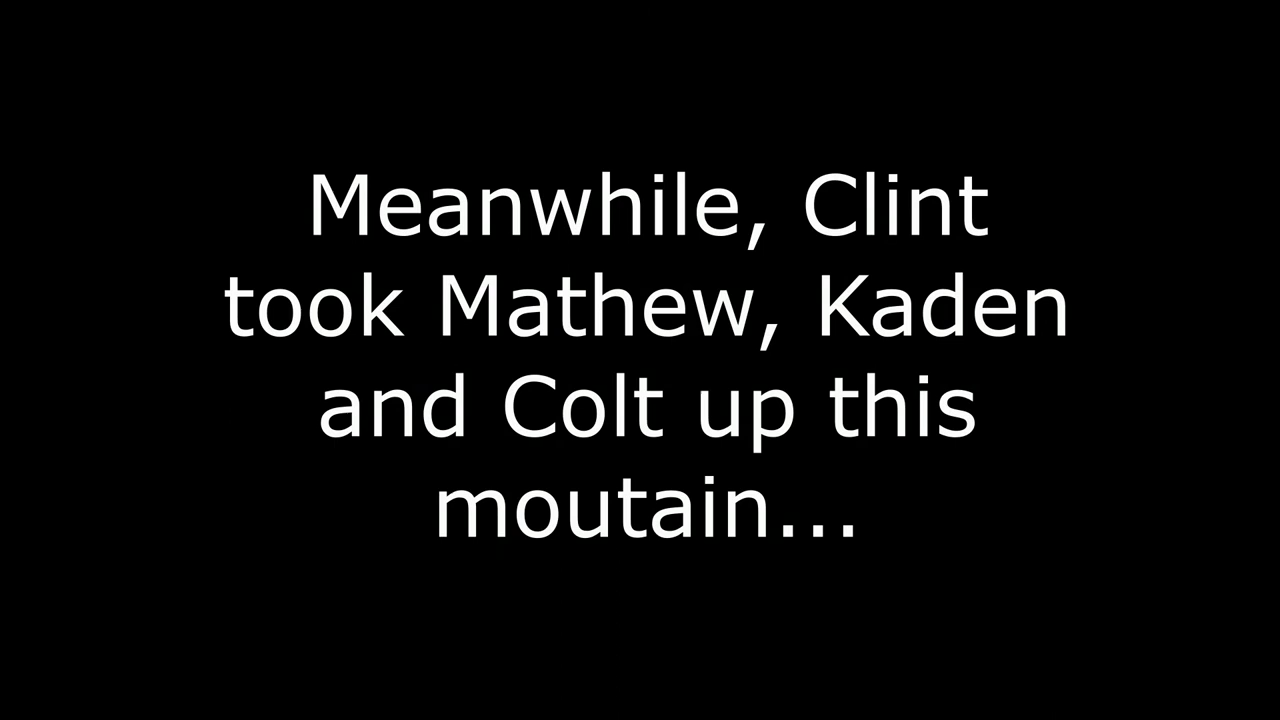 Meanwhile, Clint
took Mathew, Kaden
and Colt up this
moutain...